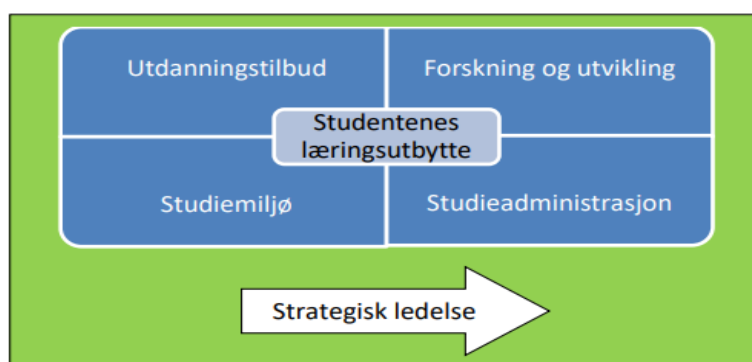 Utdanningstilbud
Forskning og utvikling
Studentenes
læringsutbytte
Studiemiljø
Studieadministrasjon
Strategisk ledelse